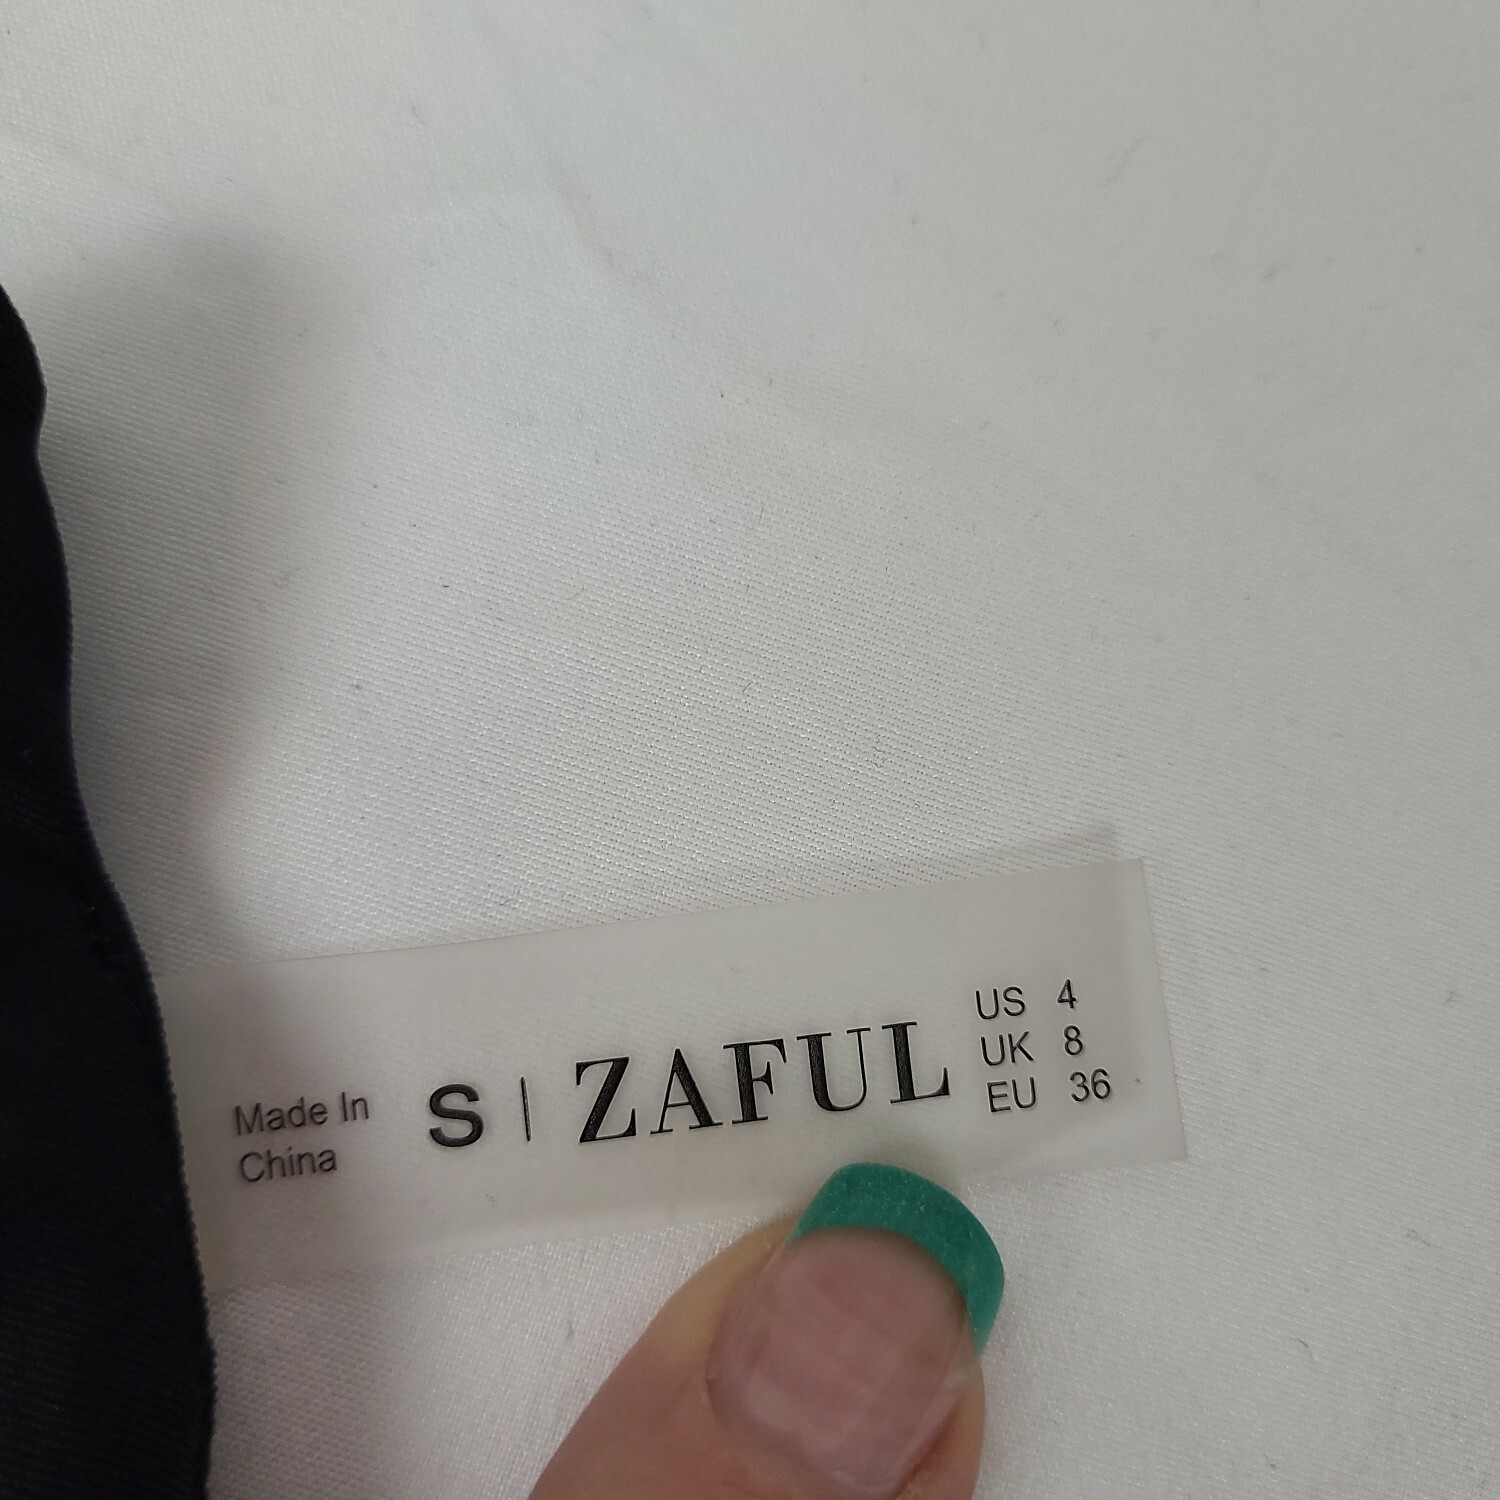 Made In
China
S | ZAFUL
US 4
UK 8
EU 36